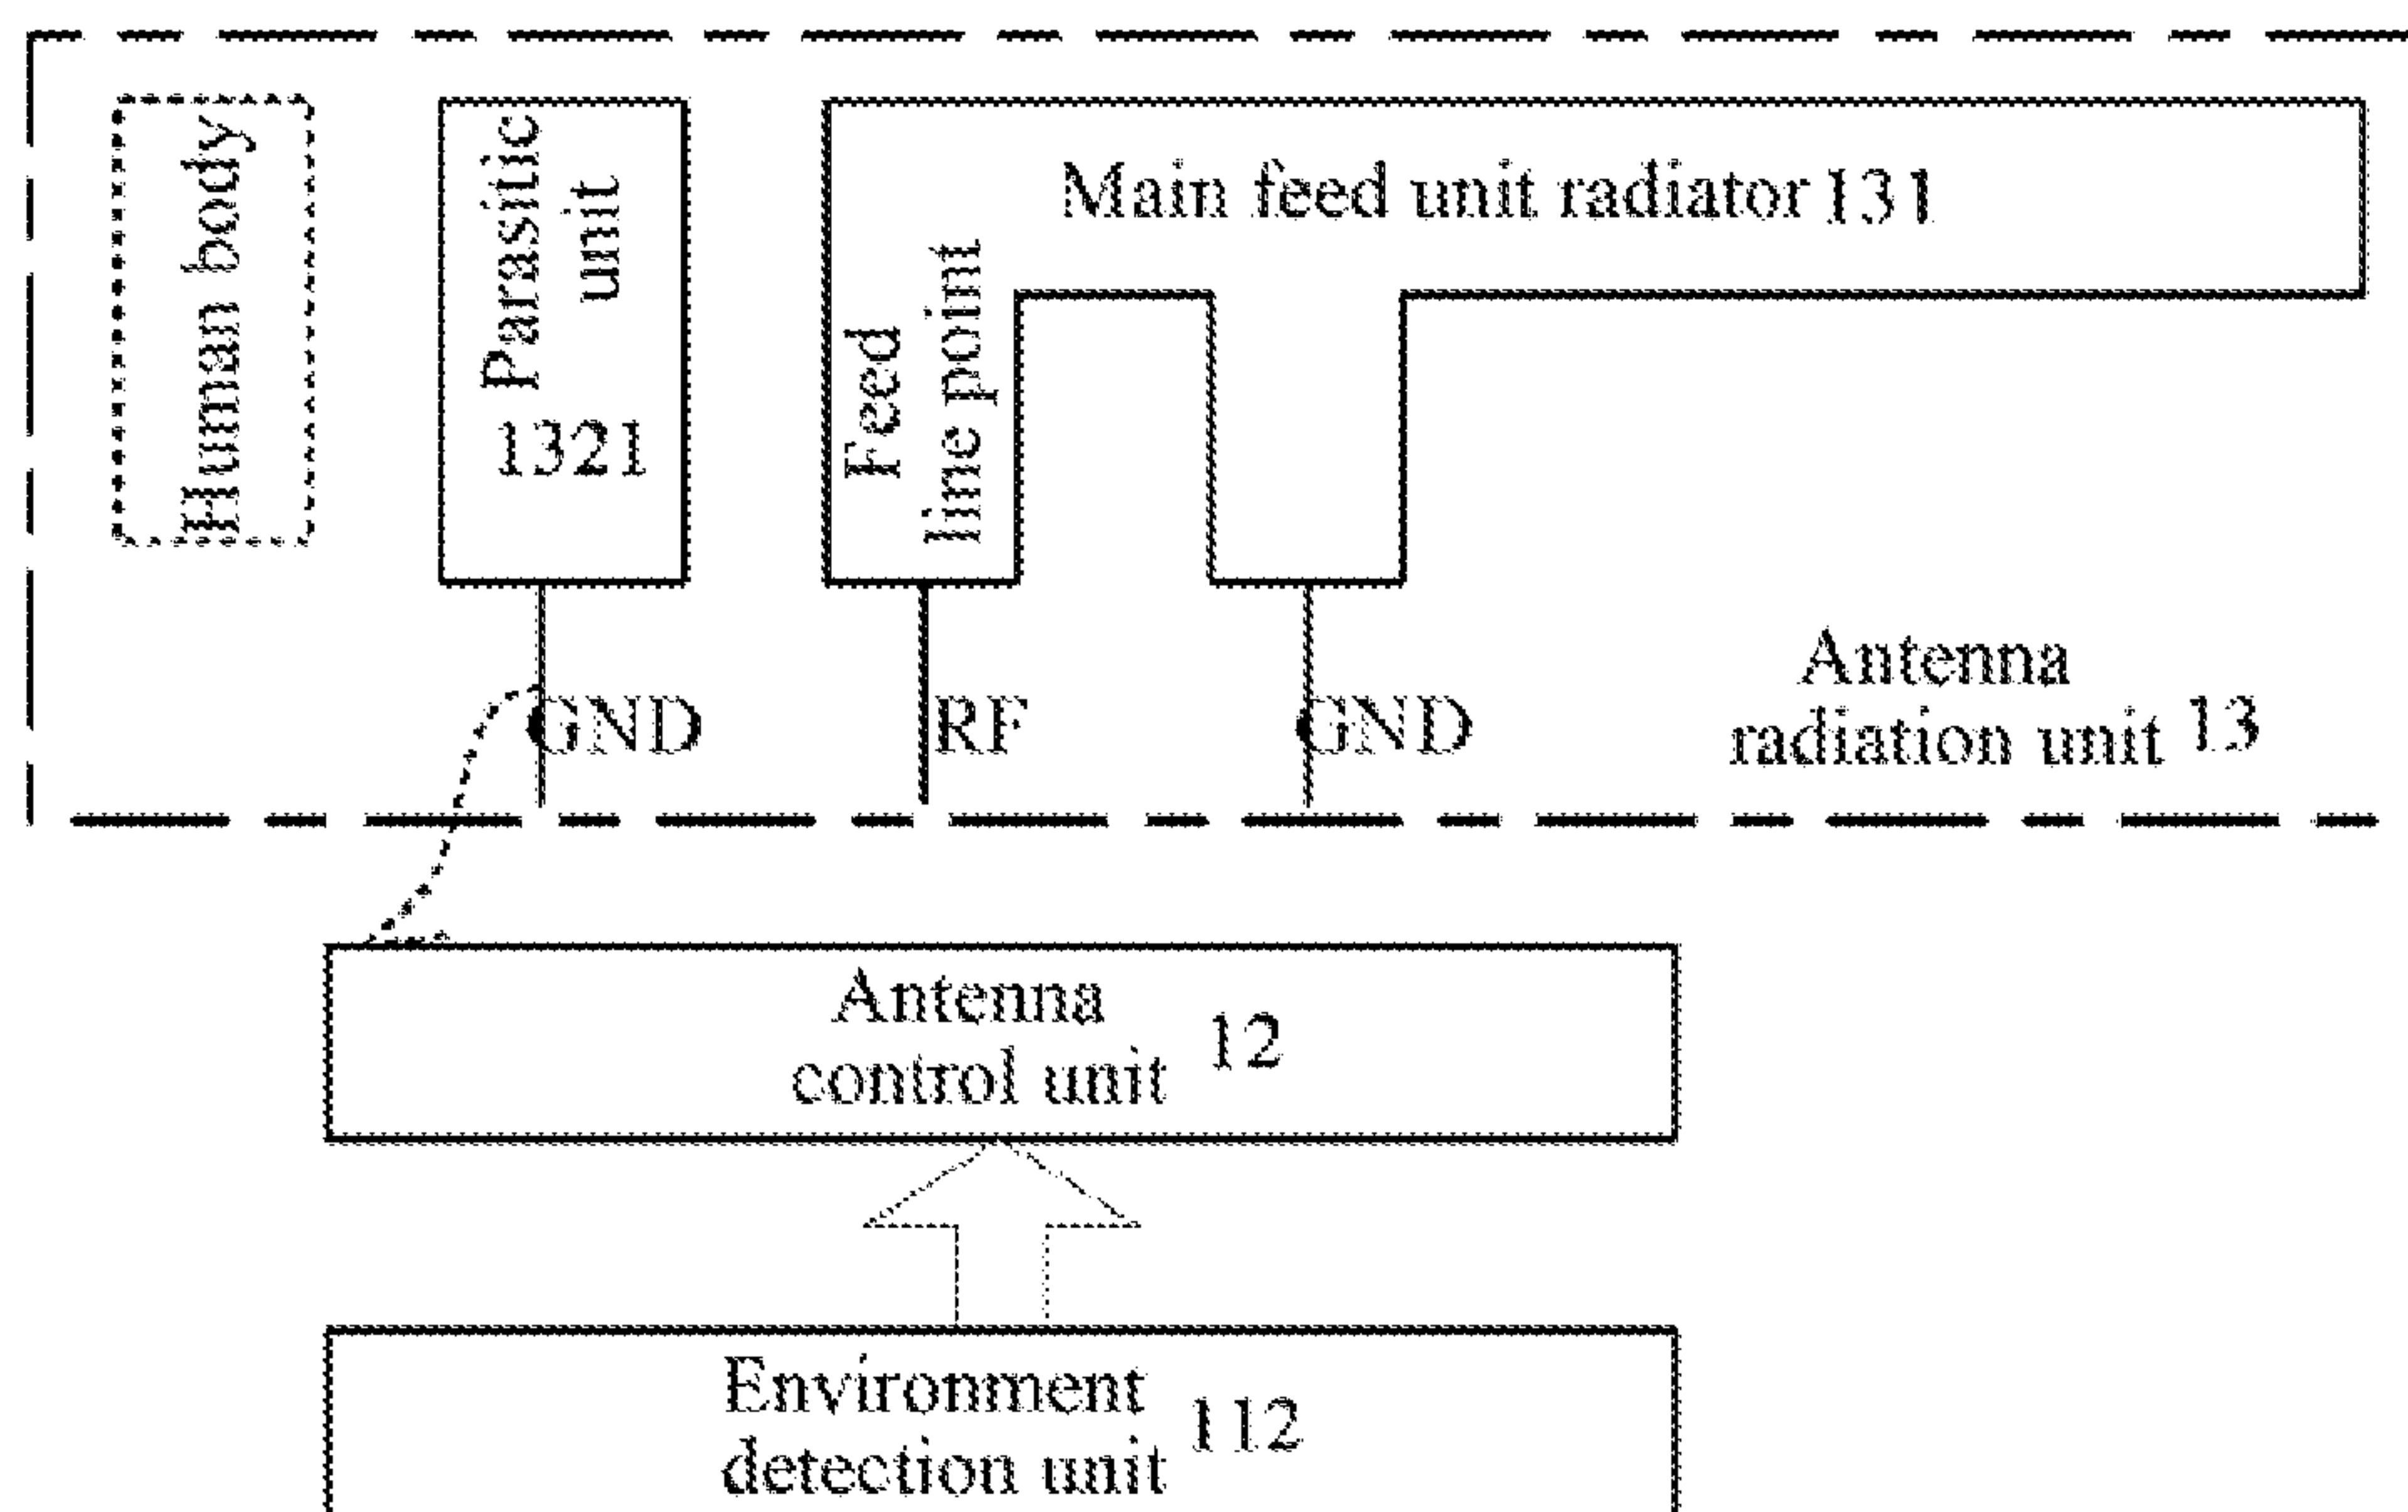 Human body
Parasitic
unit
1321
Feed
line point
Main feed unit radiator 131
GND
RF
GND
Antenna
radiation unit 13
Antenna
control unit 12
Environment
detection unit 112